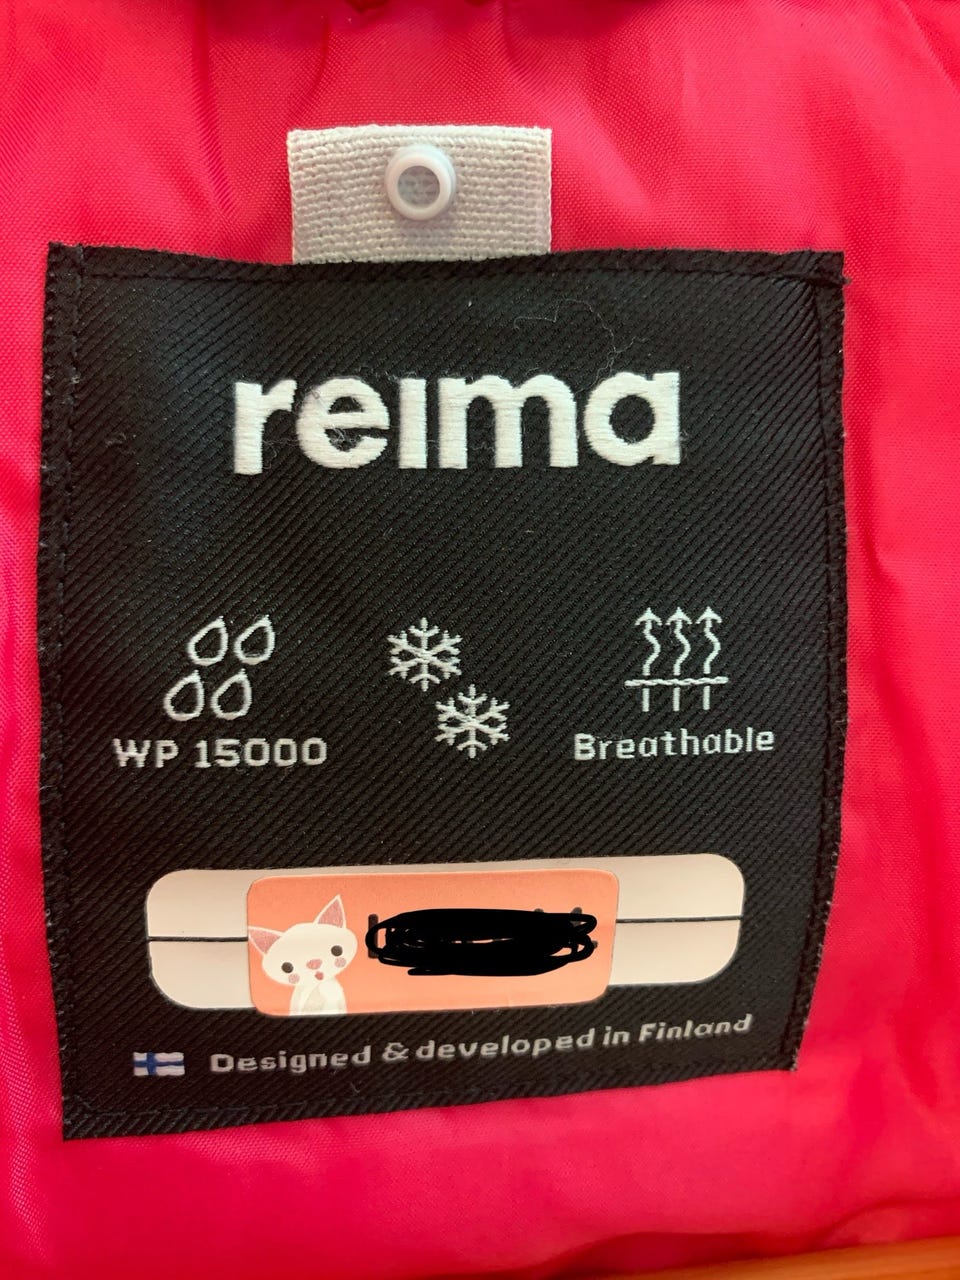 reima
WP 15000
Breathable
Designed & developed in Finland